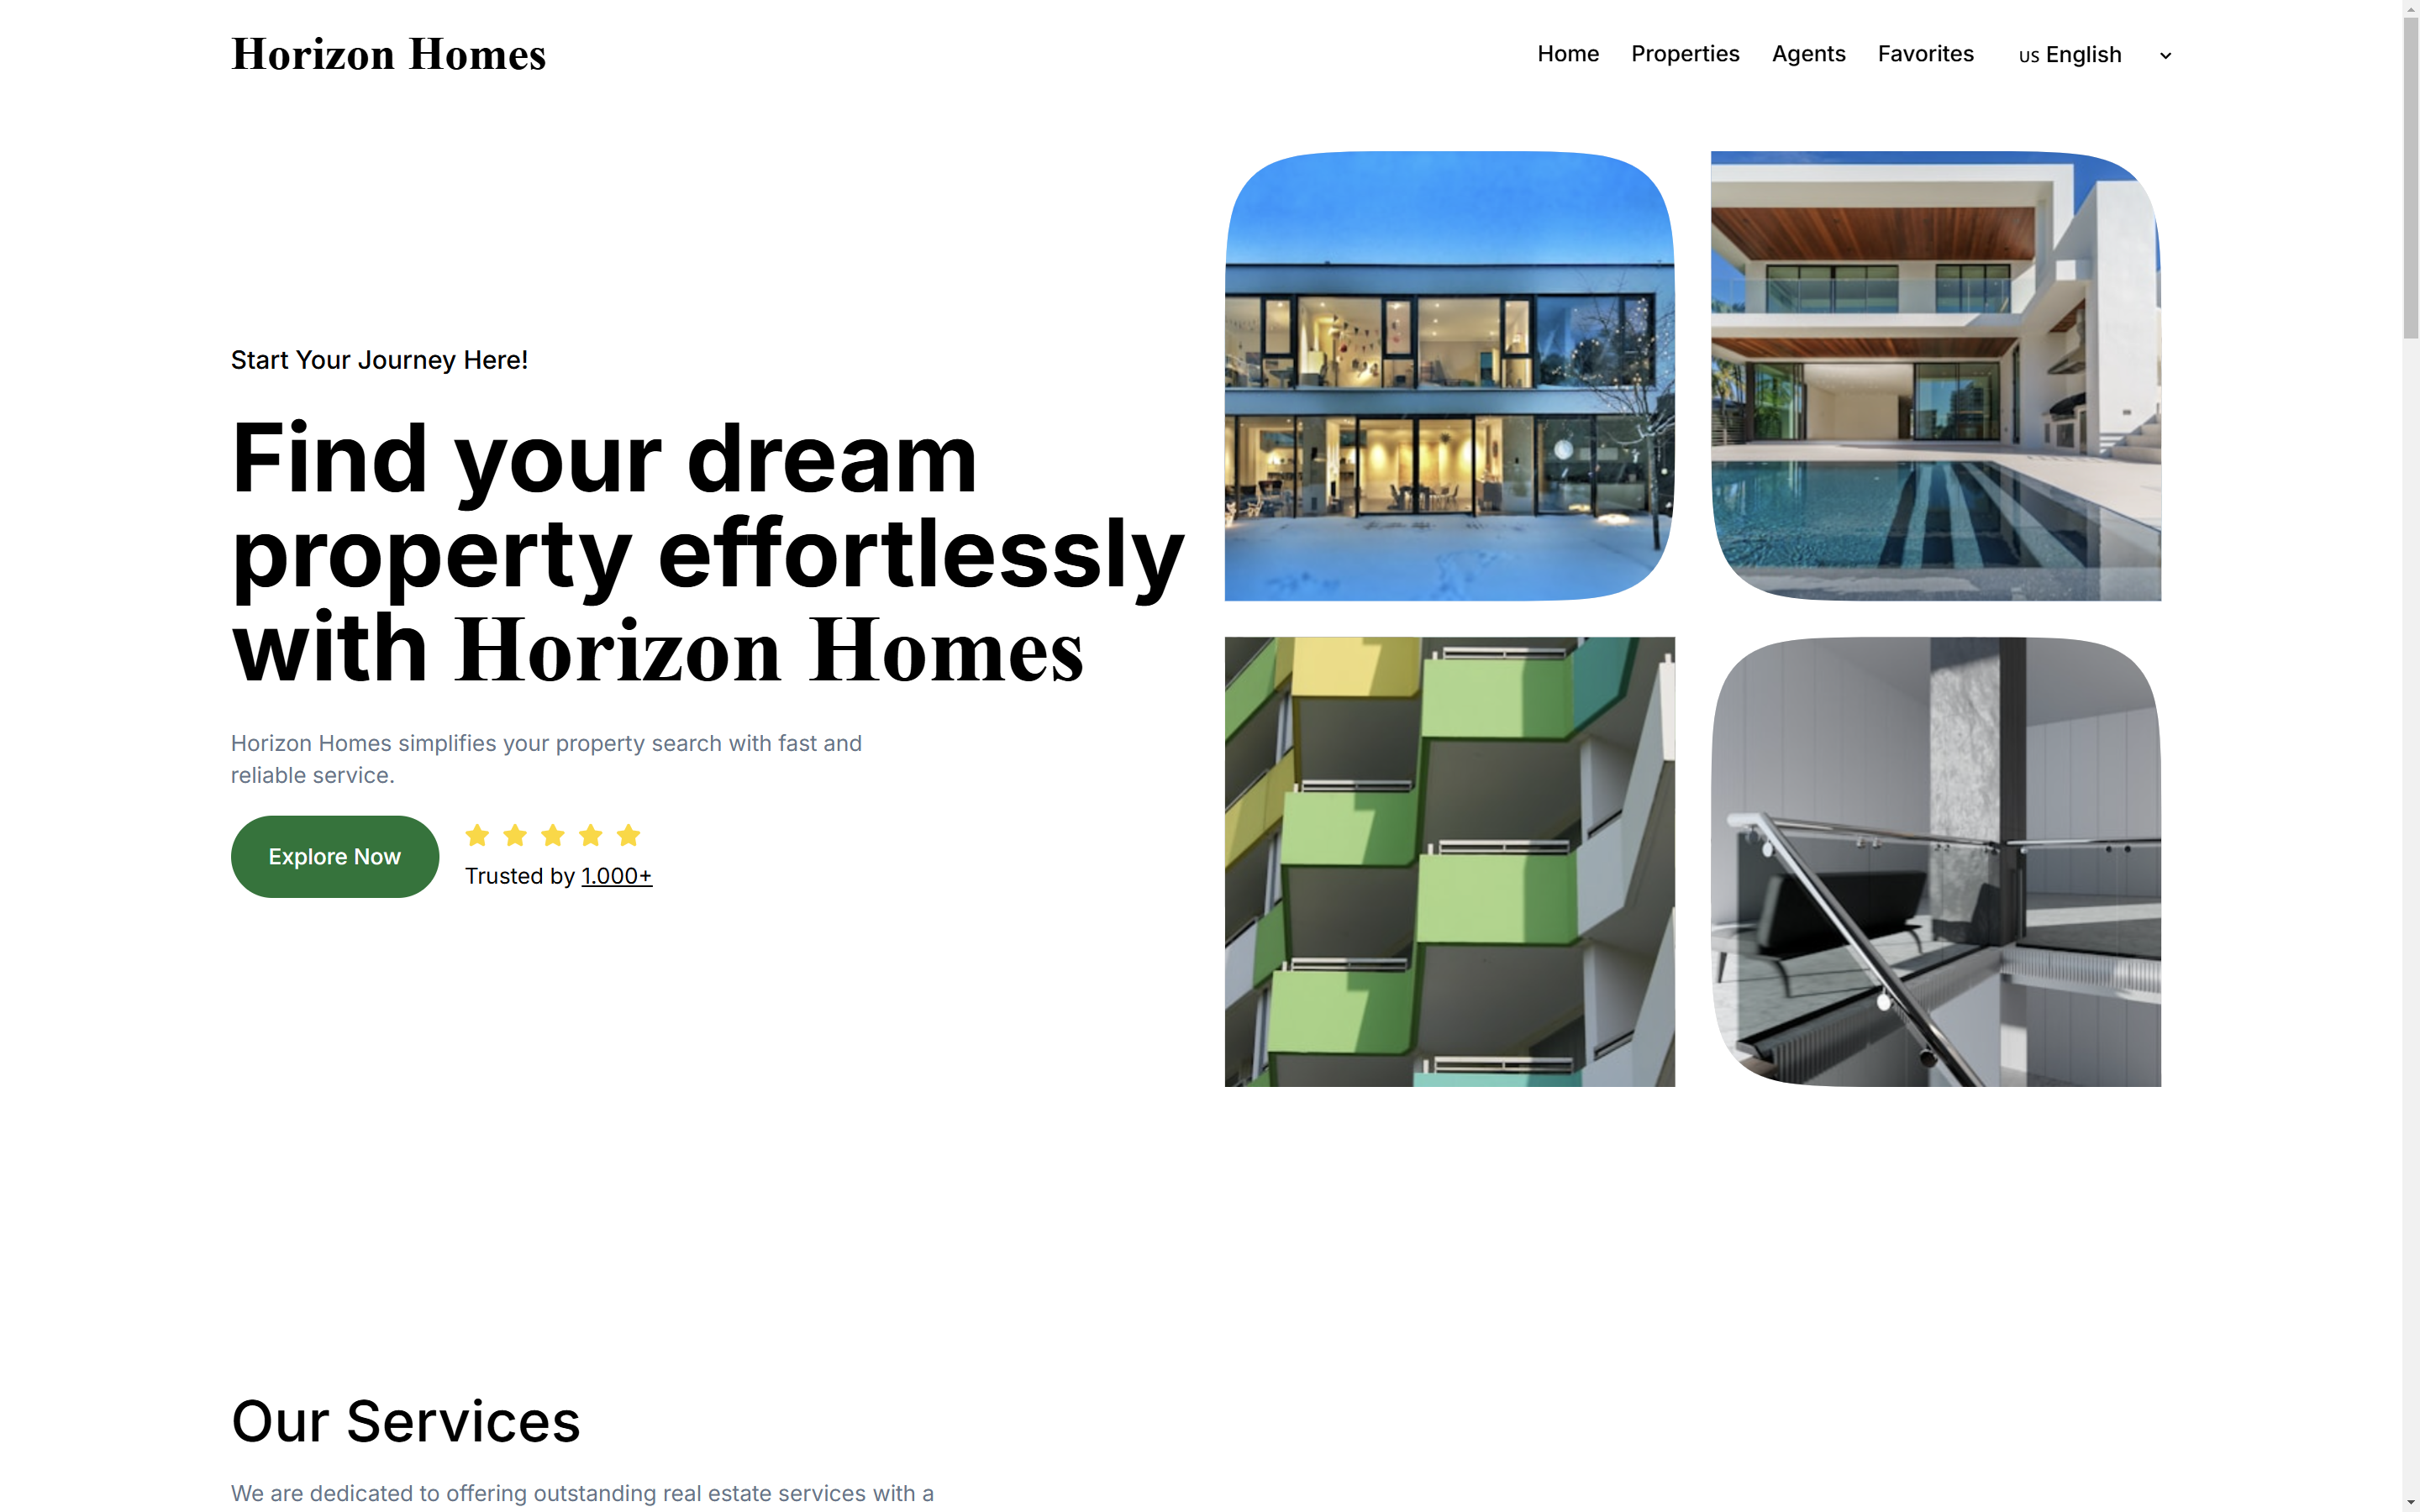 Horizon Homes
Home Properties Agents Favorites US English
Start Your Journey Here!
Find your dream
property effortlessly
with Horizon Homes
Horizon Homes simplifies your property search with fast and
reliable service.
Explore Now
Trusted by 1.000+
Our Services
We are dedicated to offering outstanding real estate services with a